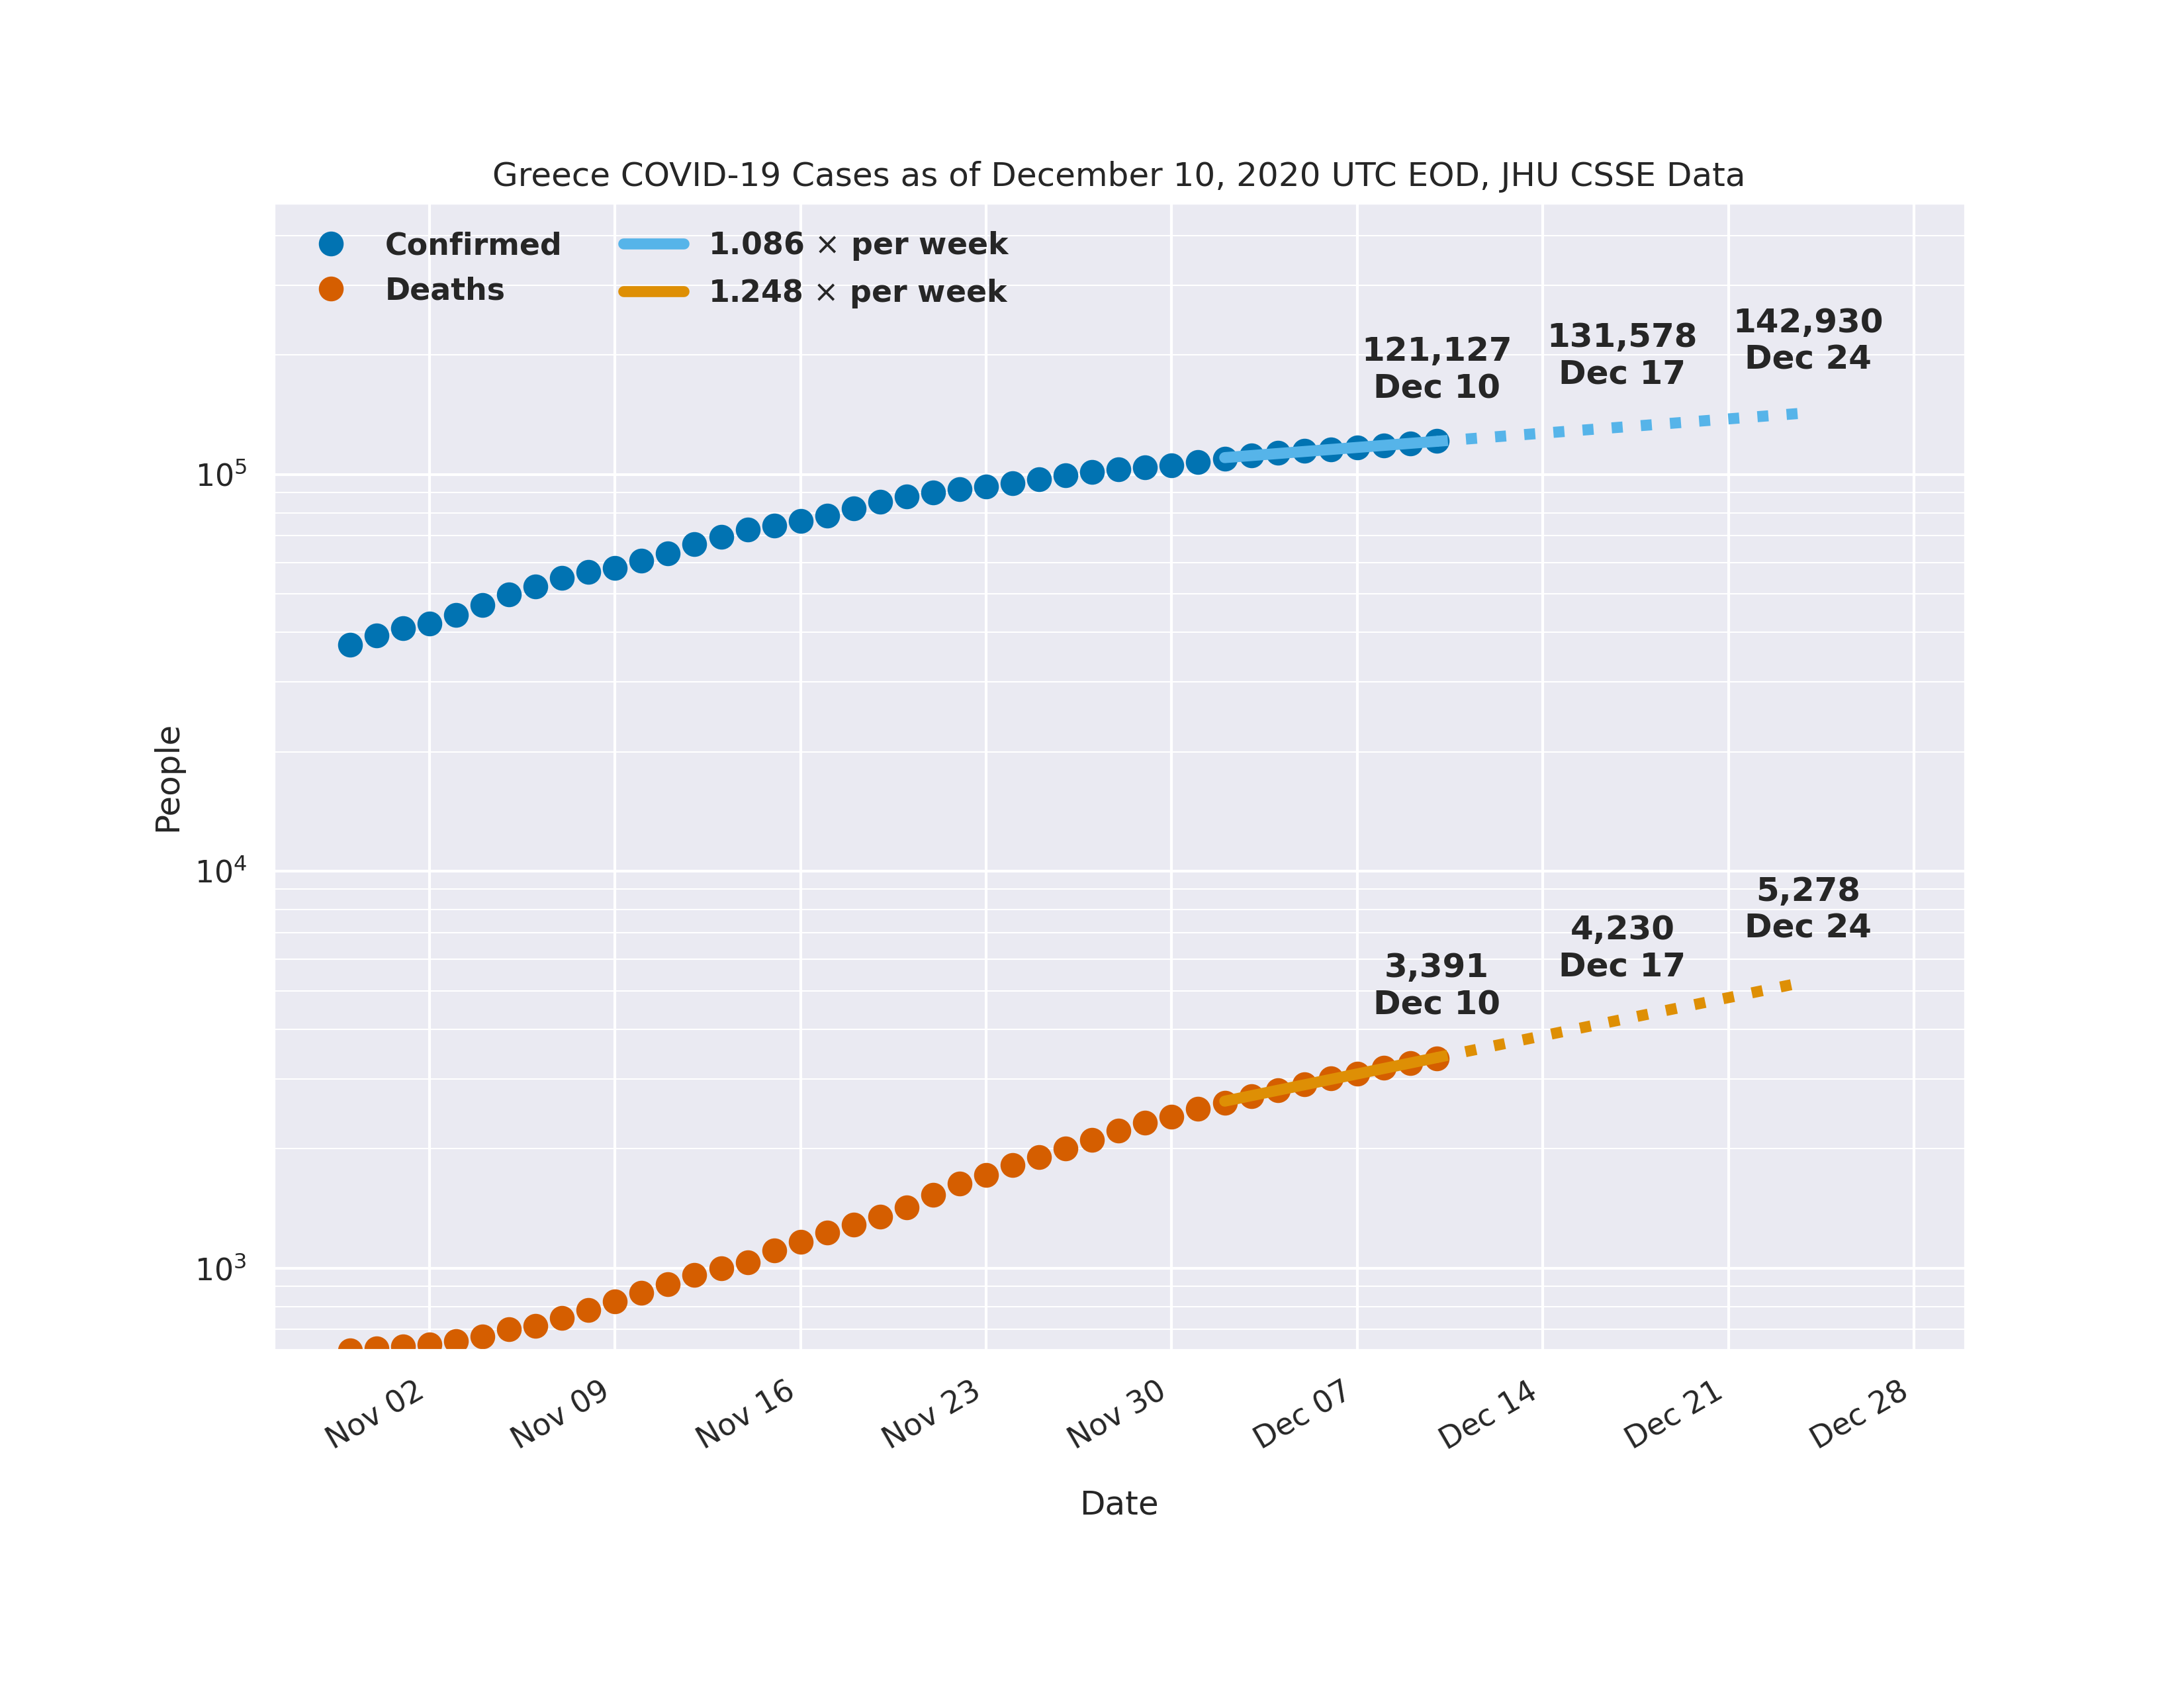 Greece COVID-19 Cases as of December 10, 2020 UTC EOD, JHU CSSE Data
Confirmed
Deaths
1.086 × per week
1.248 × per week
121,127
Dec 10
131,578
Dec 17
142,930
Dec 24
3,391
Dec 10
4,230
Dec 17
5,278
Dec 24
People
10⁵
10⁴
10³
Nov 02
Nov 09
Nov 16
Nov 23
Nov 30
Dec 07
Dec 14
Dec 21
Dec 28
Date